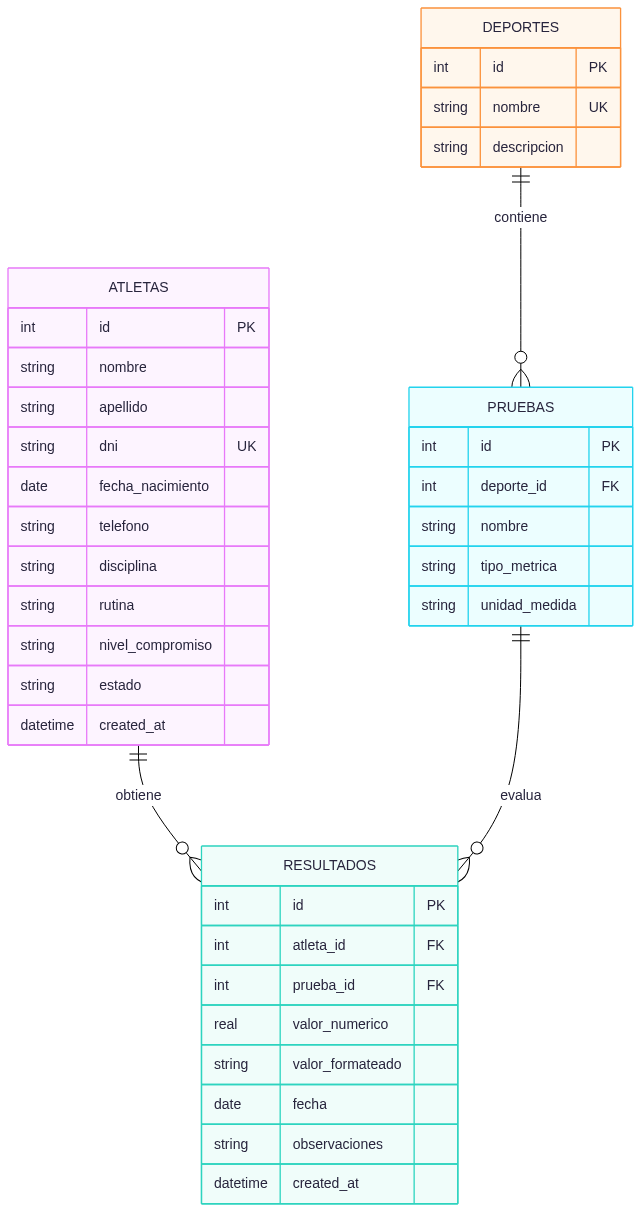 DEPORTES
int id PK
string nombre UK
string descripcion
contiene
ATLETAS
int id PK
string nombre
string apellido
string dni UK
date fecha_nacimiento
string telefono
string disciplina
string rutina
string nivel_compromiso
string estado
datetime created_at
PRUEBAS
int id PK
int deporte_id FK
string nombre
string tipo_metrica
string unidad_medida
obtiene
evalua
RESULTADOS
int id PK
int atleta_id FK
int prueba_id FK
real valor_numerico
string valor_formateado
date fecha
string observaciones
datetime created_at